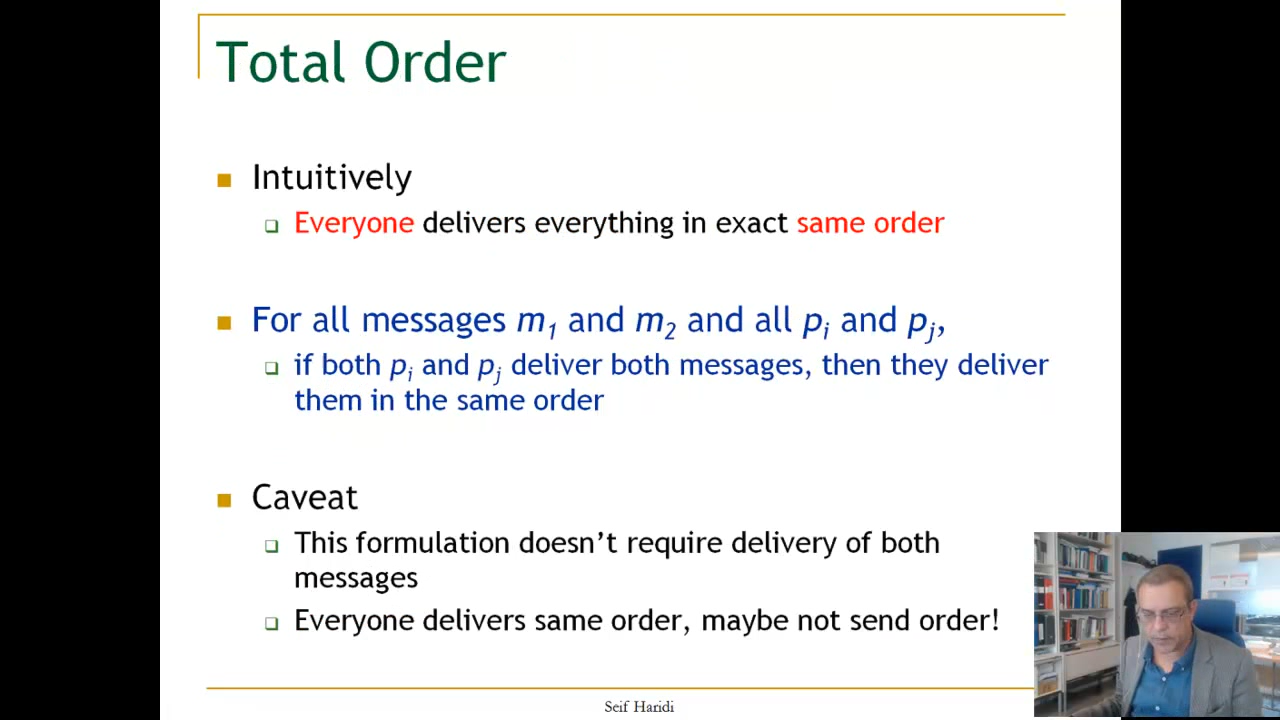 Total Order
Intuitively
Everyone delivers everything in exact same order
For all messages m1 and m2 and all pi and pj,
if both pi and pj deliver both messages, then they deliver
them in the same order
Caveat
This formulation doesn’t require delivery of both
messages
Everyone delivers same order, maybe not send order!
Seif Haridi